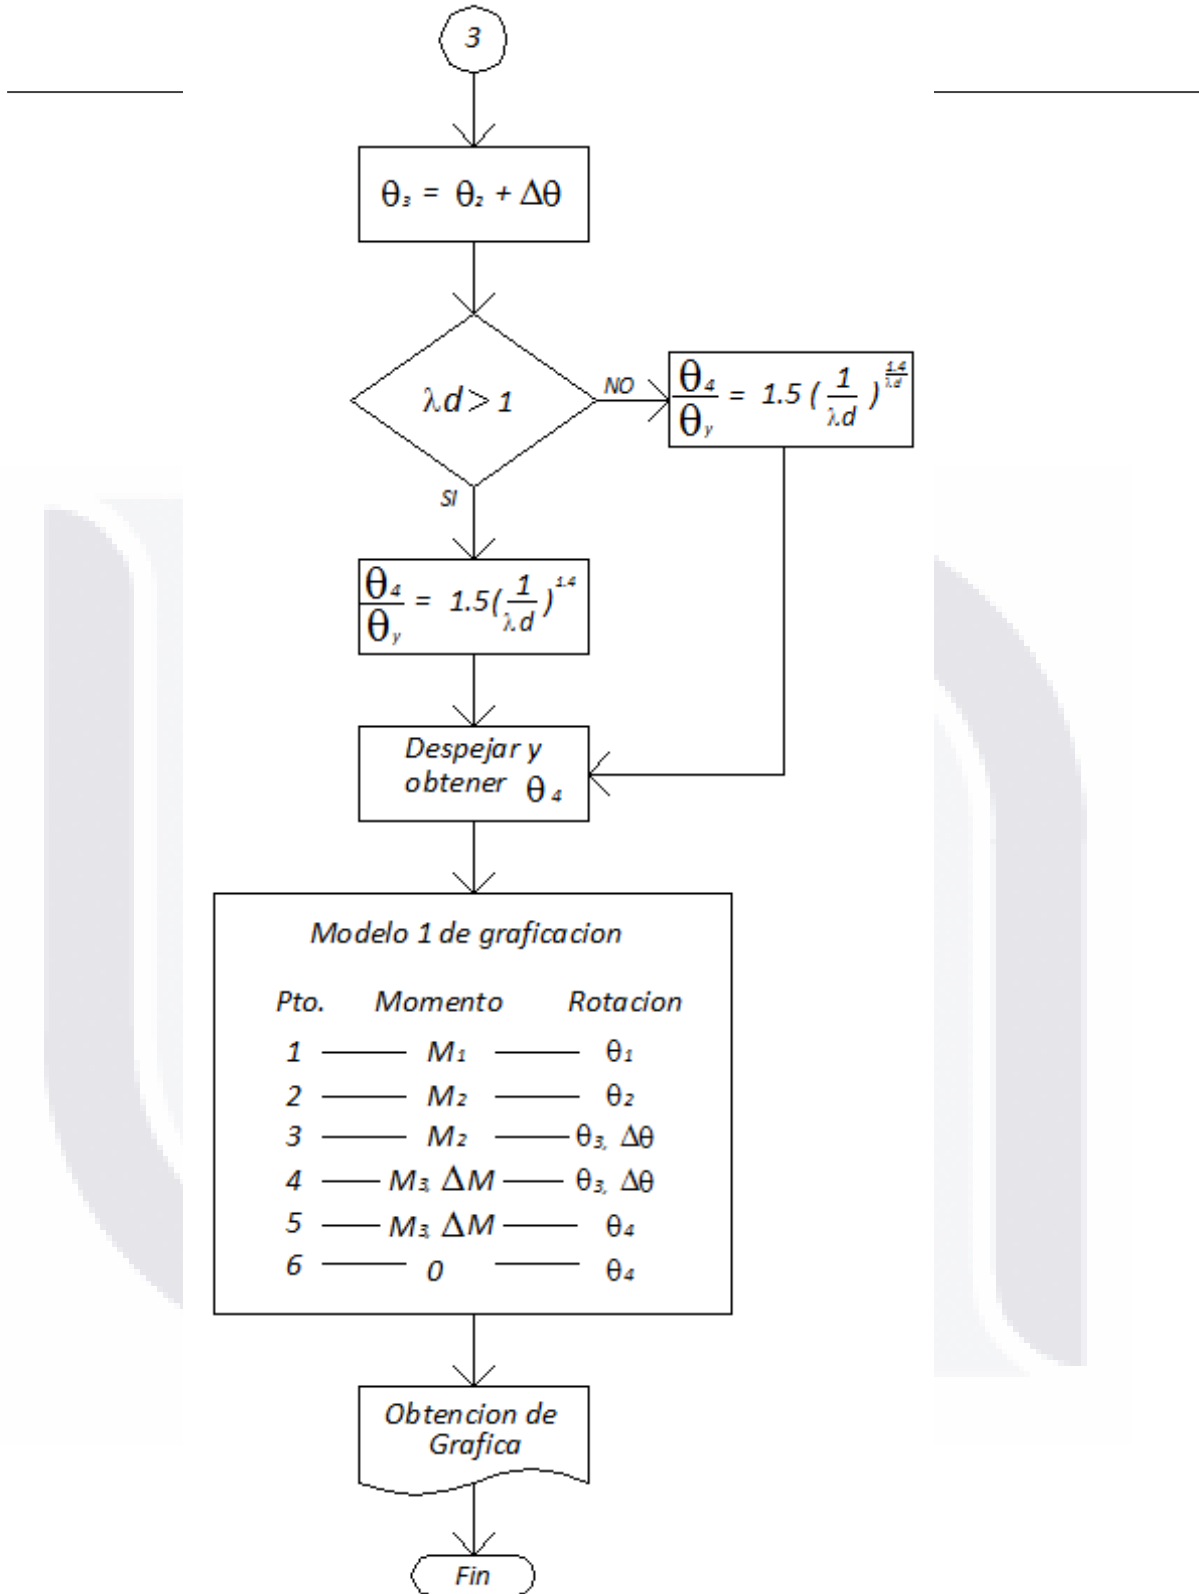 3
θ₃ = θ₂ + Δθ
λd > 1
NO
θ₄/θy = 1.5 (1/λd)^(1.4/λd)
SI
θ₄/θy = 1.5(1/λd)^1.4
Despejar y
obtener θ₄
Modelo 1 de graficacion
Pto. Momento Rotacion
1 M₁ θ₁
2 M₂ θ₂
3 M₂ θ₃, Δθ
4 M₃, ΔM θ₃, Δθ
5 M₃, ΔM θ₄
6 0 θ₄
Obtencion de
Grafica
Fin